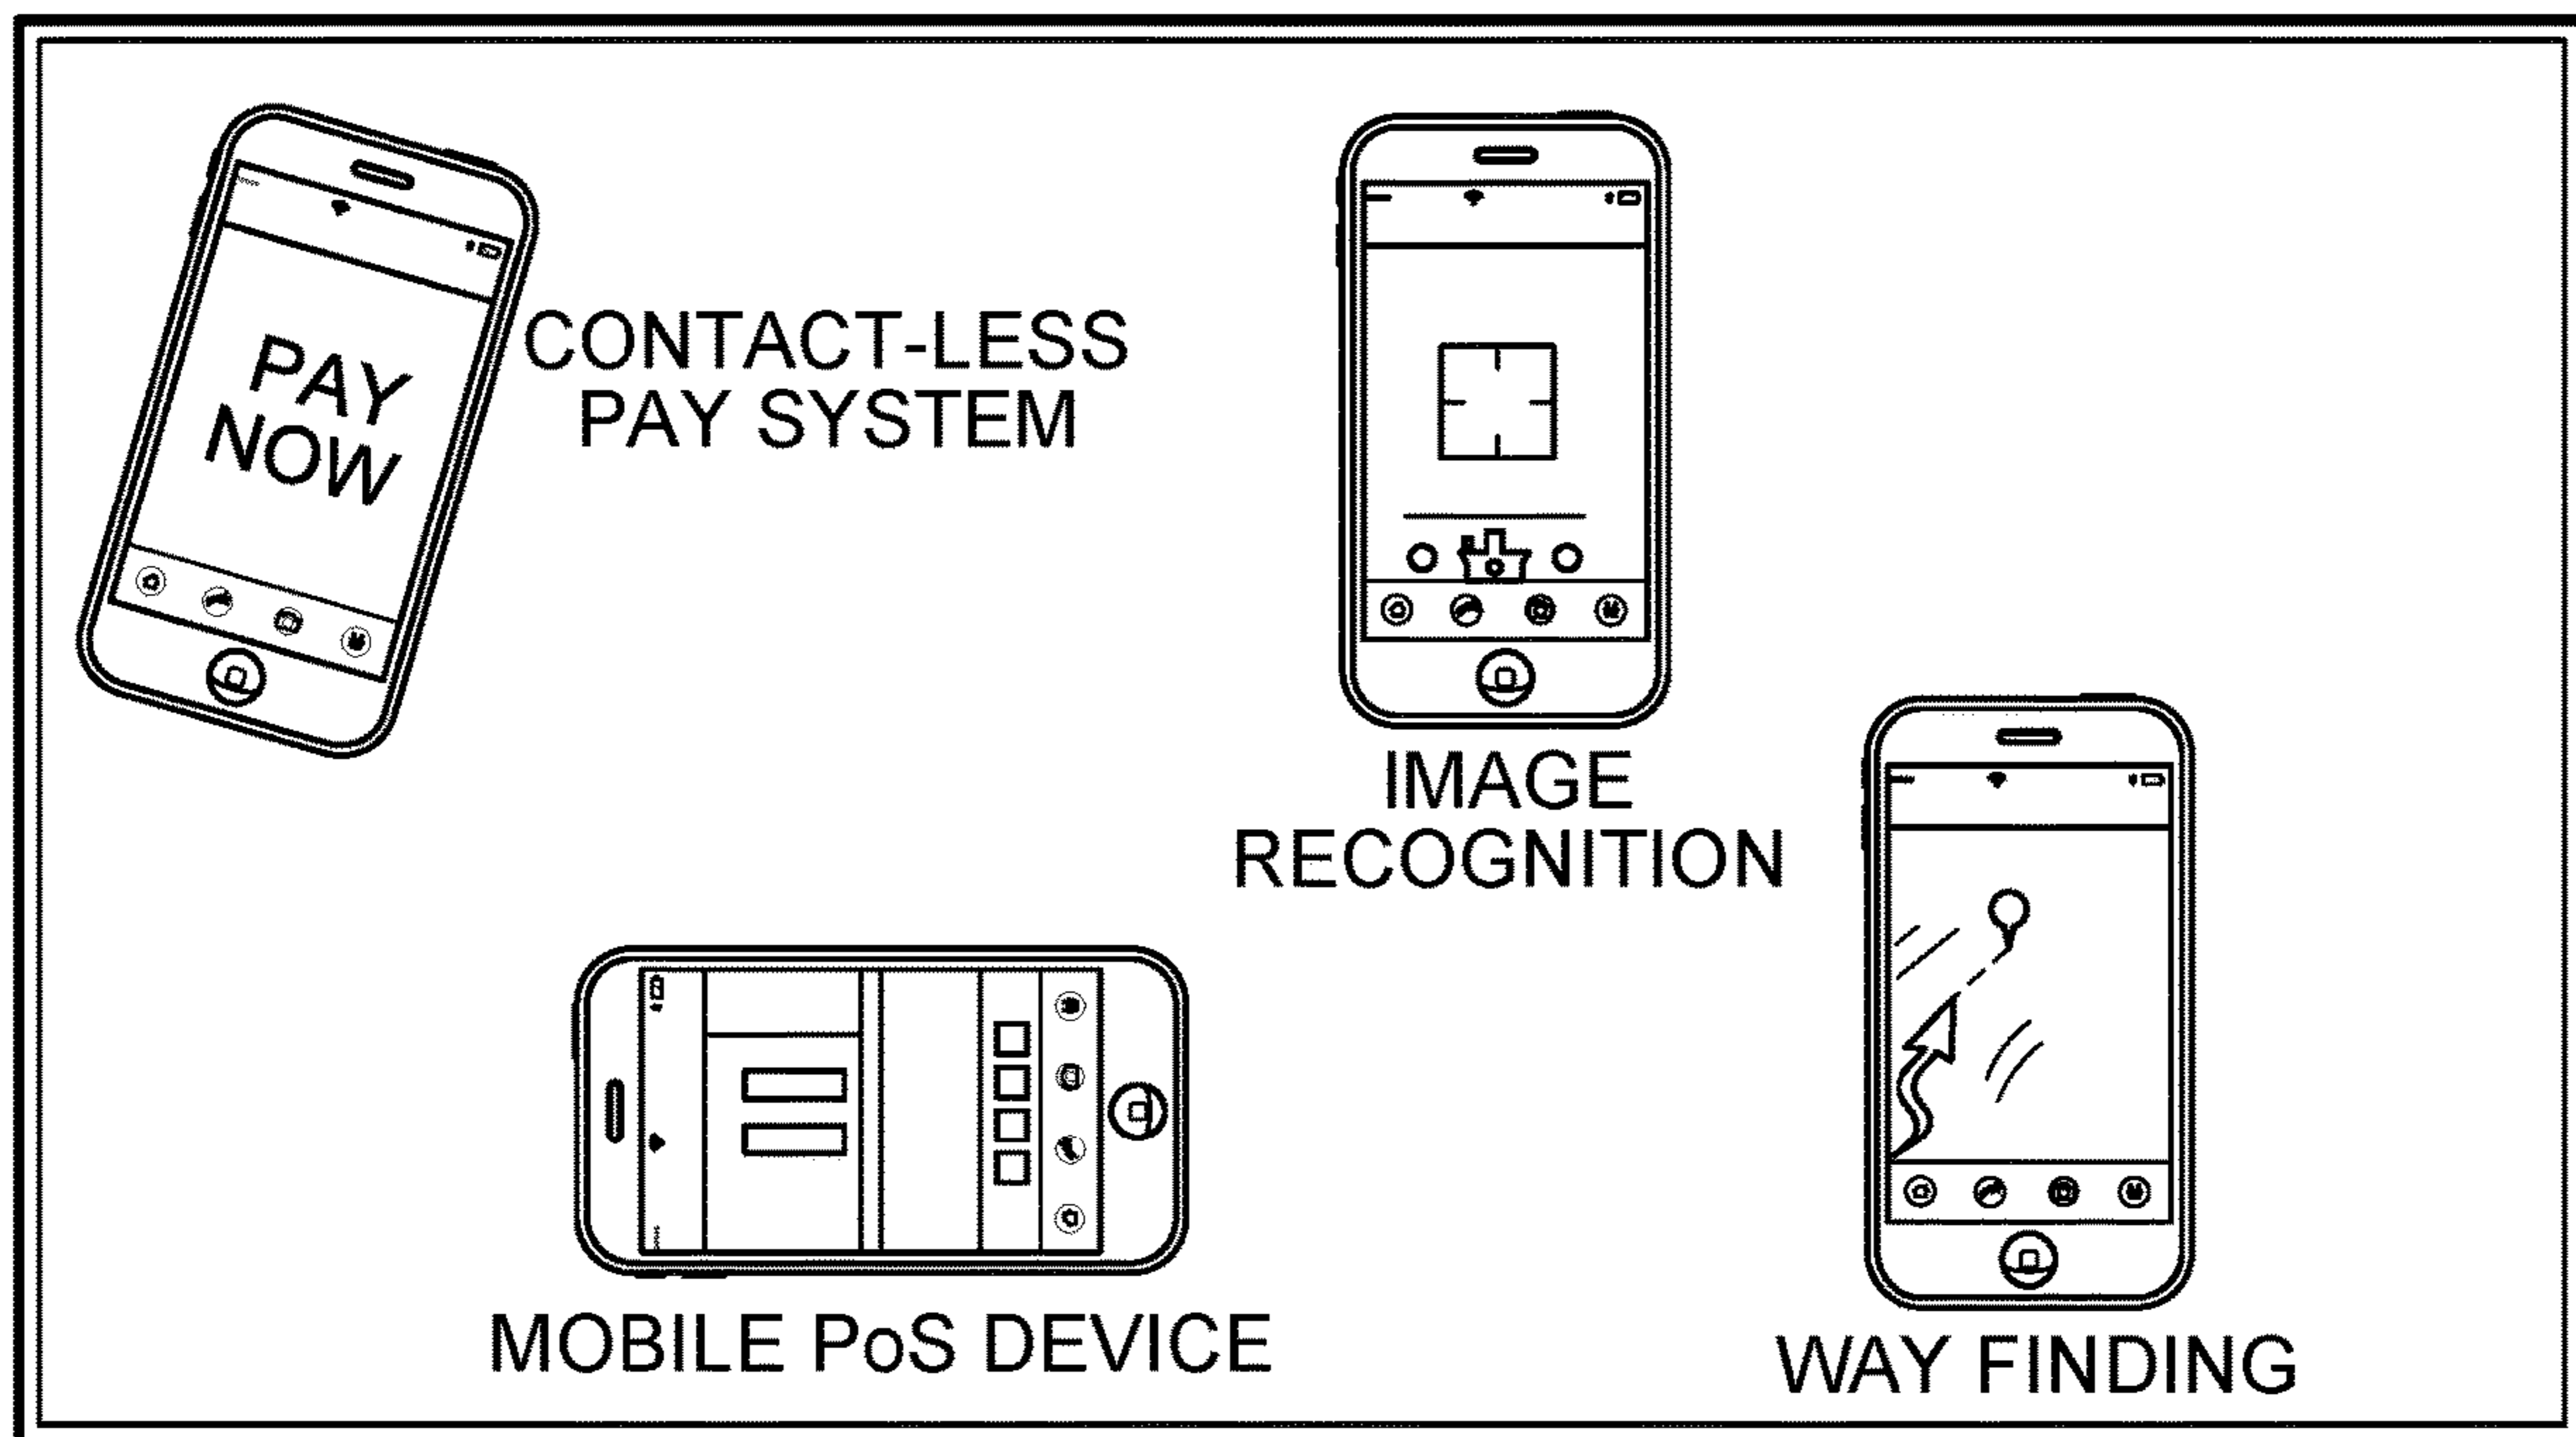 PAY
NOW
CONTACT-LESS
PAY SYSTEM
IMAGE
RECOGNITION
MOBILE PoS DEVICE
WAY FINDING